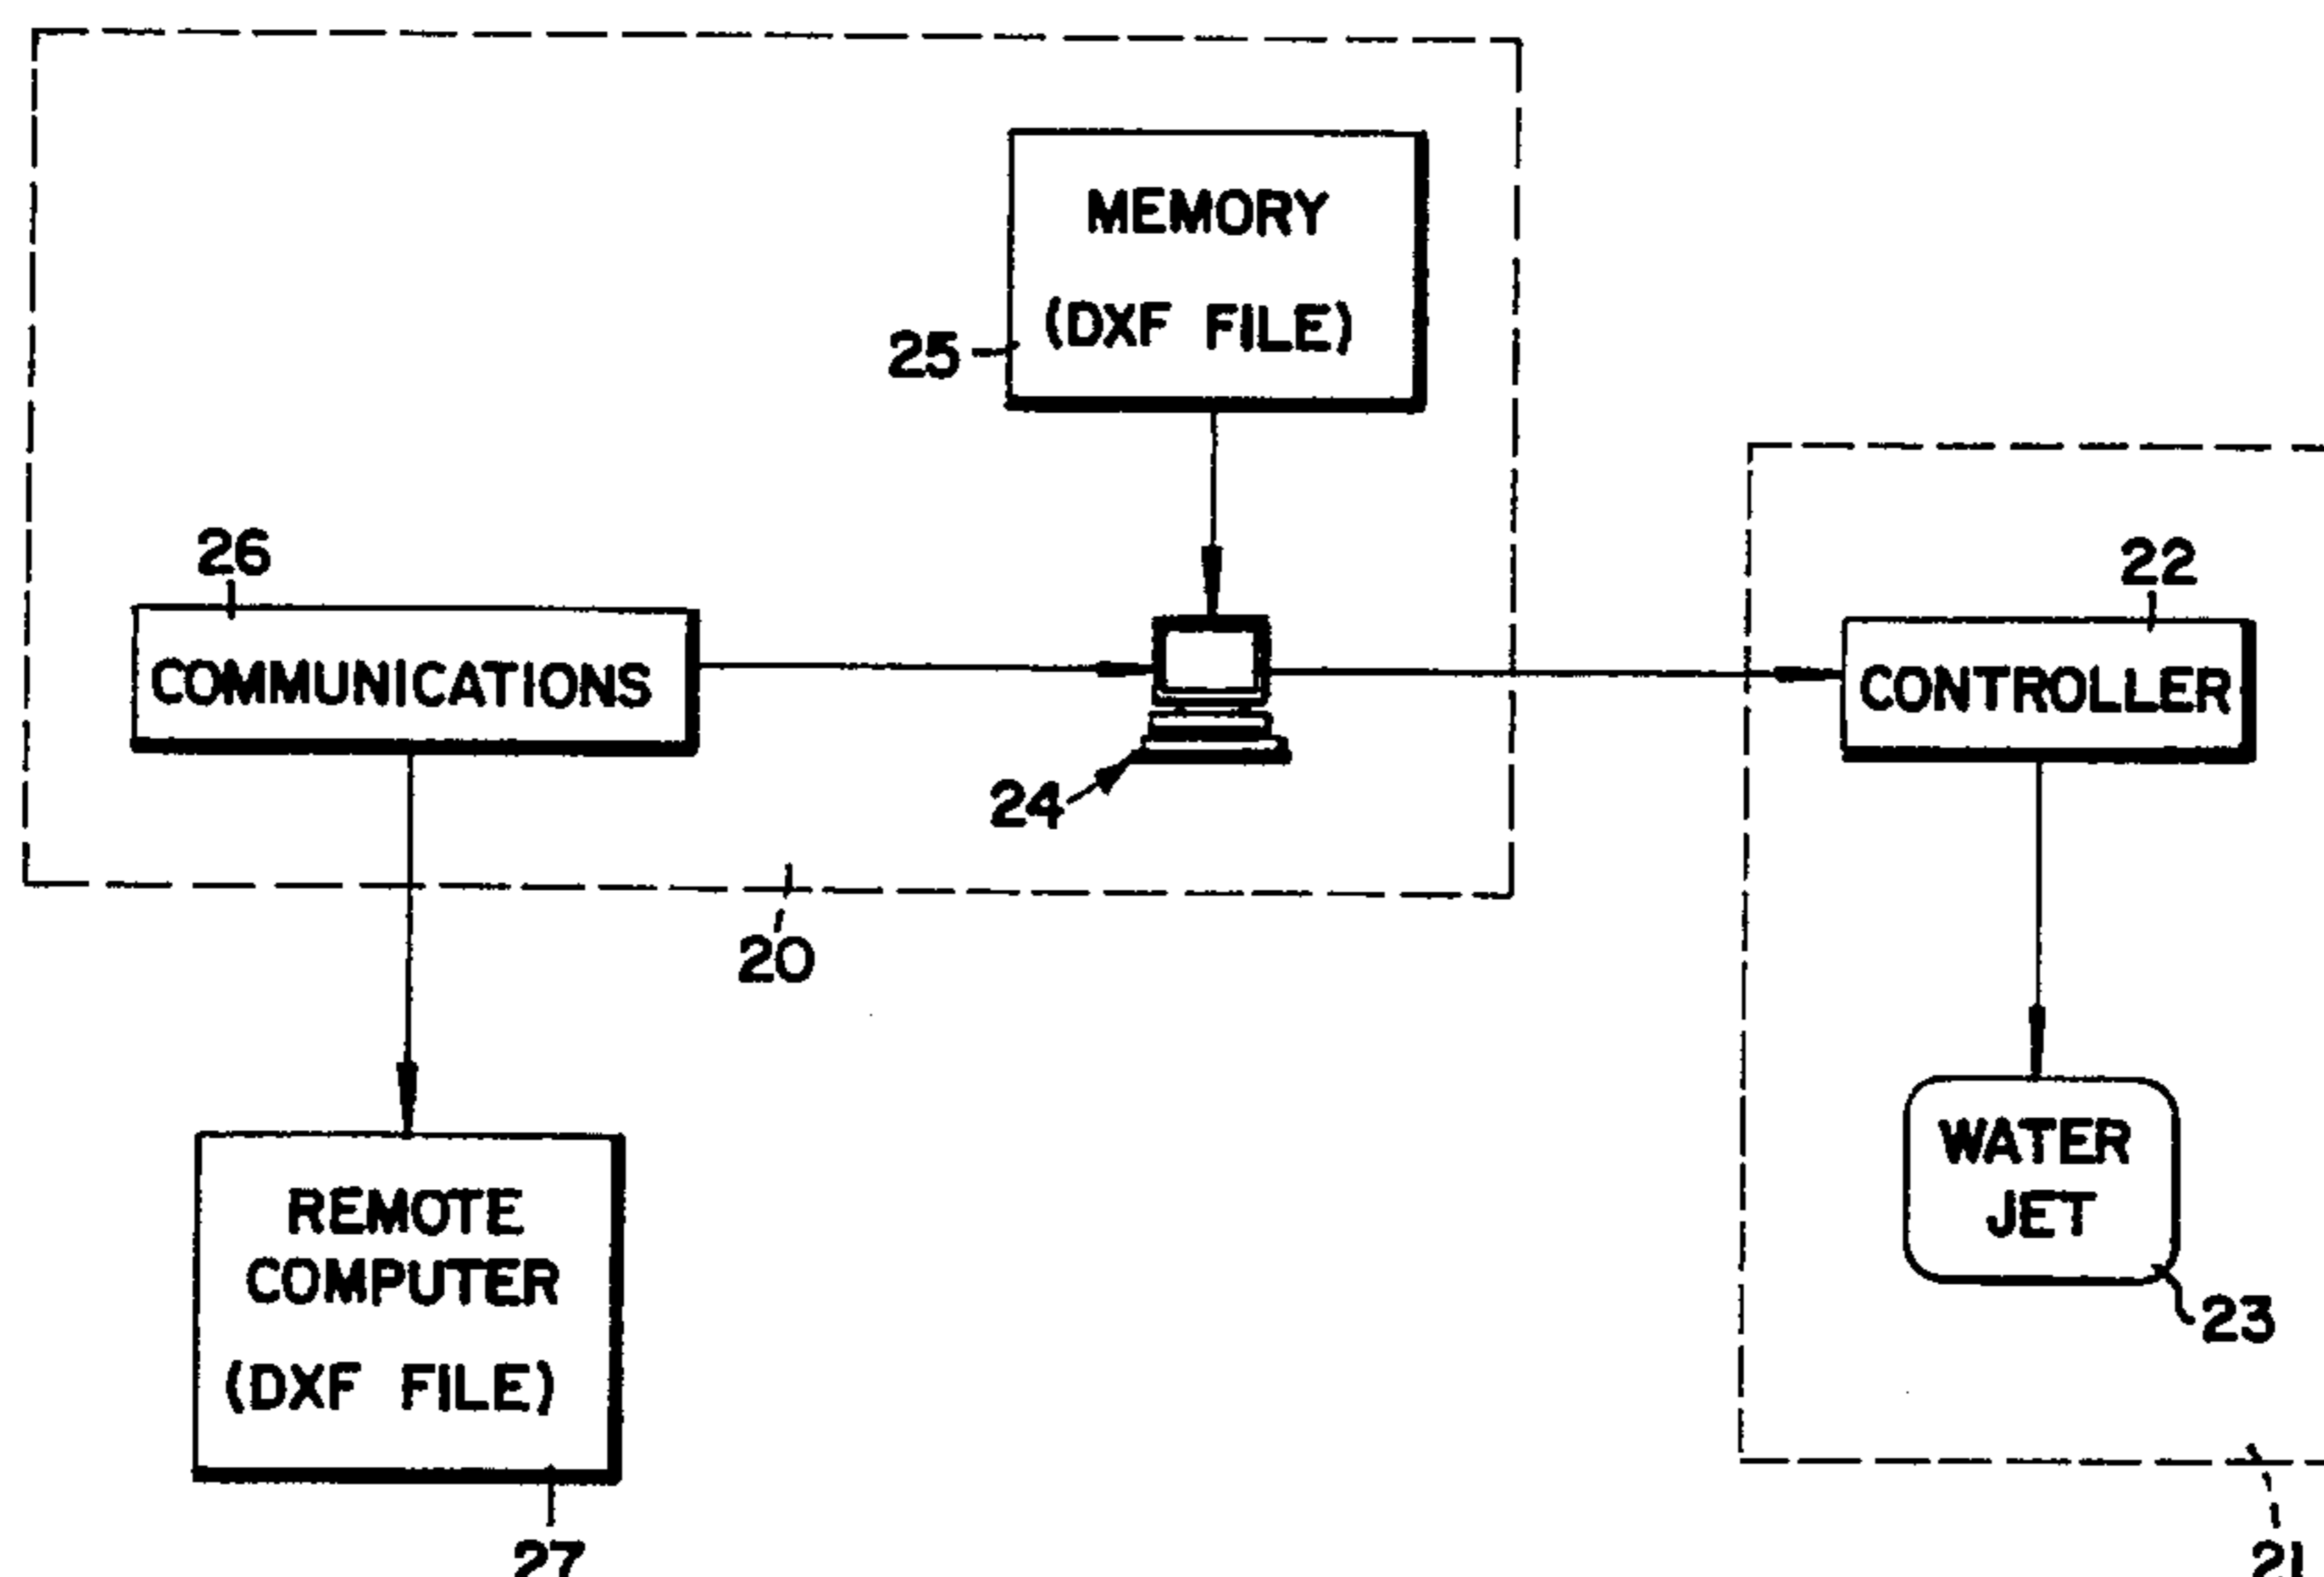 MEMORY
(DXF FILE)
25
26
COMMUNICATIONS
24
20
22
CONTROLLER
REMOTE
COMPUTER
(DXF FILE)
27
WATER
JET
23
21